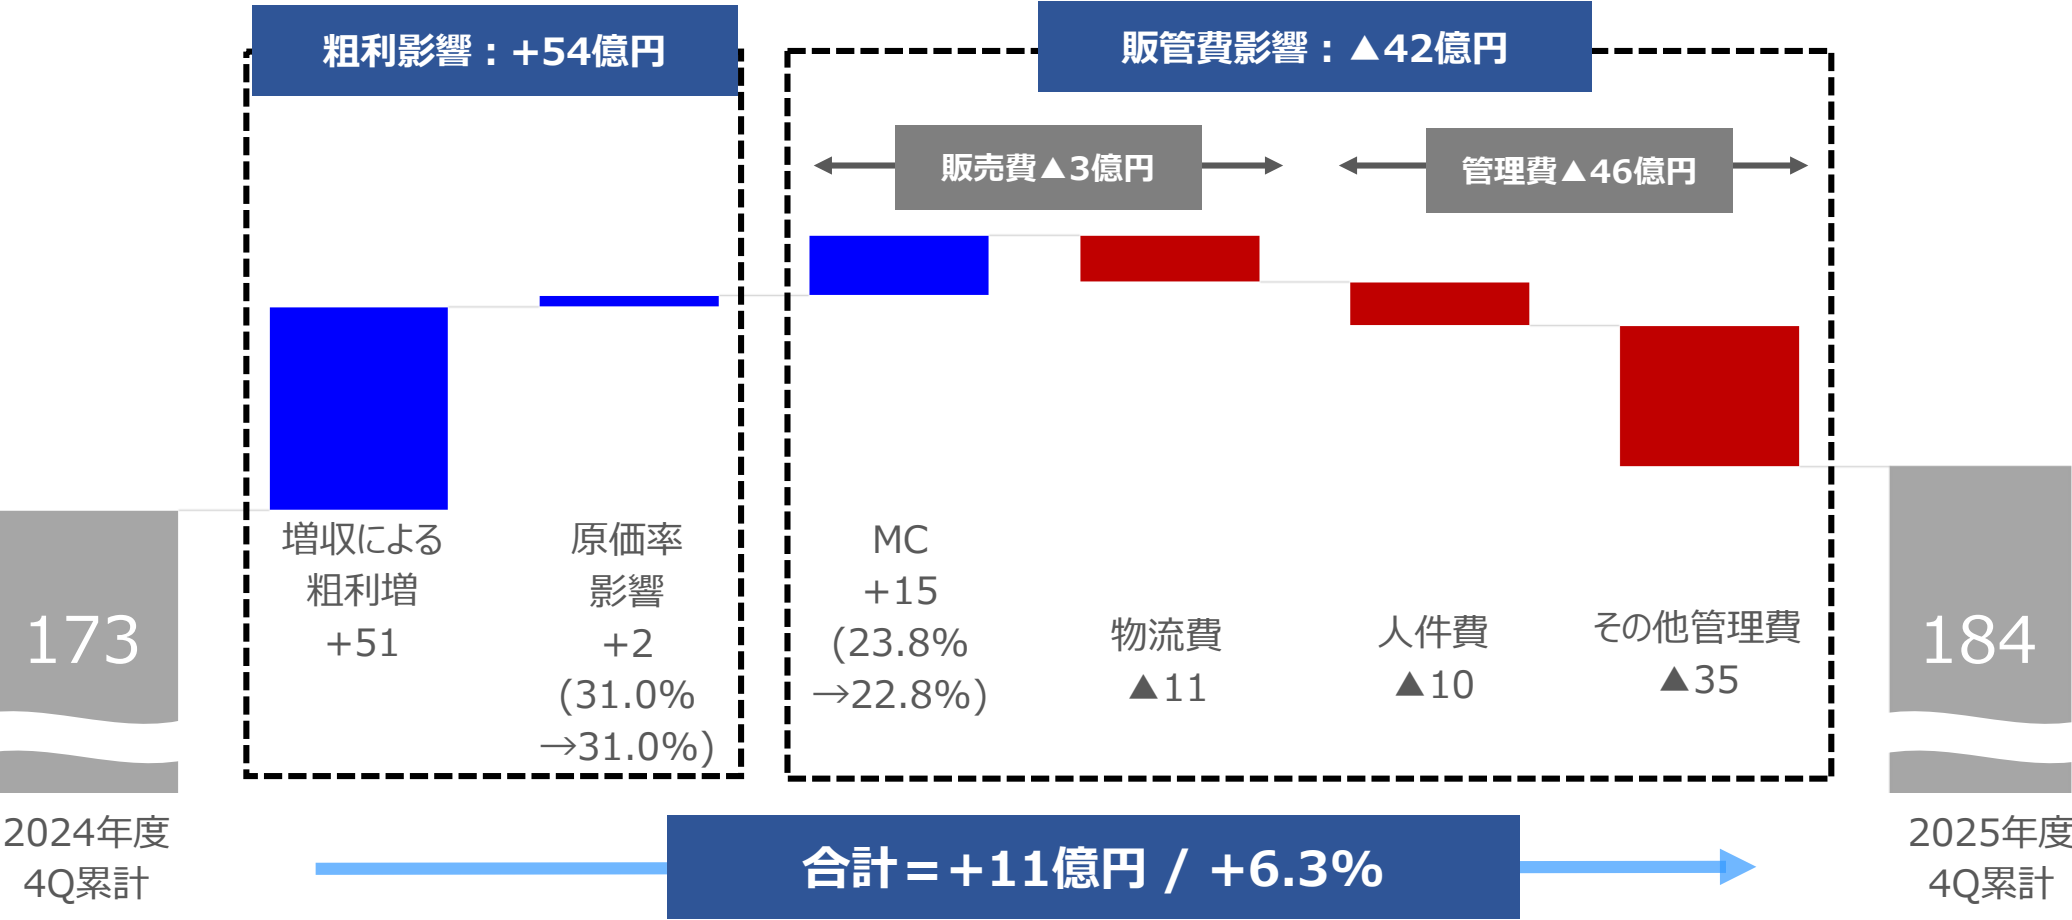 粗利影響：+54億円
販管費影響：▲42億円
販売費▲3億円
管理費▲46億円
増収による
粗利増
+51
原価率
影響
+2
(31.0%
→31.0%)
MC
+15
(23.8%
→22.8%)
物流費
▲11
人件費
▲10
その他管理費
▲35
173
184
2024年度
4Q累計
2025年度
4Q累計
合計＝+11億円 / +6.3%